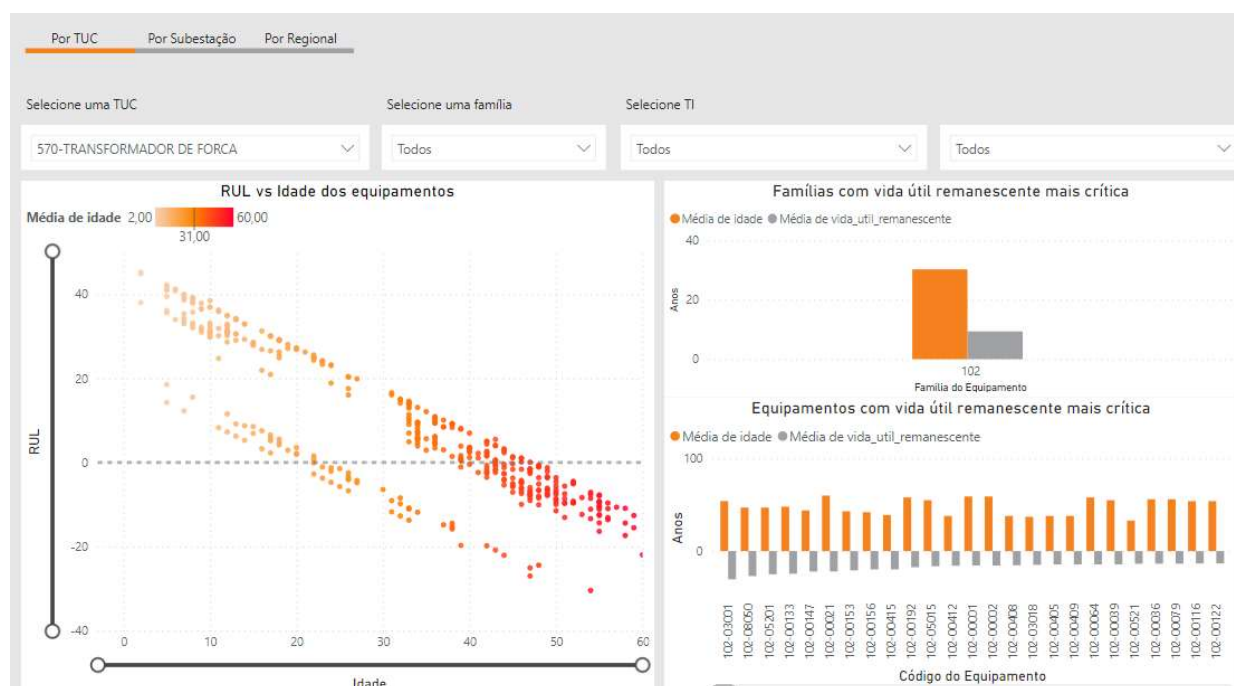 Por TUC Por Subestação Por Regional
Selecione uma TUC Selecione uma família Selecione TI
570-TRANSFORMADOR DE FORCA Todos Todos Todos
RUL vs Idade dos equipamentos
Média de idade 2,00 60,00
31,00
40
20
0
-20
-40
RUL
0 10 20 30 40 50 60
Idade
Famílias com vida útil remanescente mais crítica
Média de idade Média de vida_util_remanescente
40
20
0
Anos
102
Familia do Equipamento
Equipamentos com vida útil remanescente mais crítica
Média de idade Média de vida_util_remanescente
100
0
Anos
102-03001
102-08050
102-05201
102-00133
102-00147
102-00021
102-00153
102-00156
102-00415
102-00192
102-05015
102-00412
102-00001
102-00002
102-00408
102-03018
102-00405
102-00409
102-00064
102-00039
102-00521
102-00036
102-00079
102-00116
102-00122
Código do Equipamento